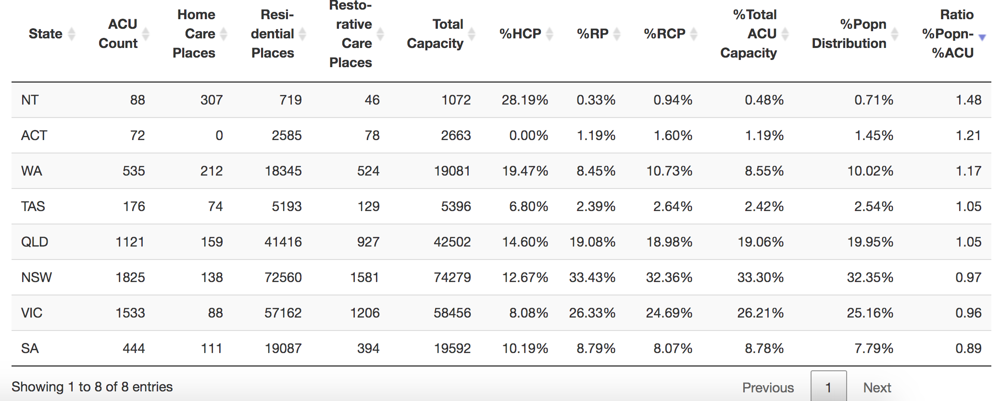 State ACU Count Home Care Places Resi-dential Places Resto-rative Care Places Total Capacity %HCP %RP %RCP %Total ACU Capacity %Popn Distribution Ratio %Popn-%ACU
NT 88 307 719 46 1072 28.19% 0.33% 0.94% 0.48% 0.71% 1.48
ACT 72 0 2585 78 2663 0.00% 1.19% 1.60% 1.19% 1.45% 1.21
WA 535 212 18345 524 19081 19.47% 8.45% 10.73% 8.55% 10.02% 1.17
TAS 176 74 5193 129 5396 6.80% 2.39% 2.64% 2.42% 2.54% 1.05
QLD 1121 159 41416 927 42502 14.60% 19.08% 18.98% 19.06% 19.95% 1.05
NSW 1825 138 72560 1581 74279 12.67% 33.43% 32.36% 33.30% 32.35% 0.97
VIC 1533 88 57162 1206 58456 8.08% 26.33% 24.69% 26.21% 25.16% 0.96
SA 444 111 19087 394 19592 10.19% 8.79% 8.07% 8.78% 7.79% 0.89
Showing 1 to 8 of 8 entries Previous 1 Next